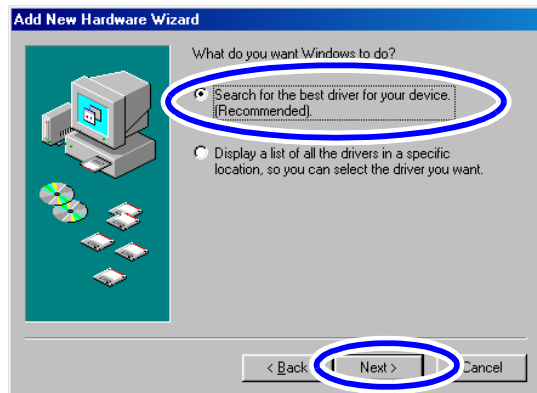 Add New Hardware Wizard
What do you want Windows to do?
Search for the best driver for your device.
(Recommended).
Display a list of all the drivers in a specific
location, so you can select the driver you want.
< Back
Next >
Cancel